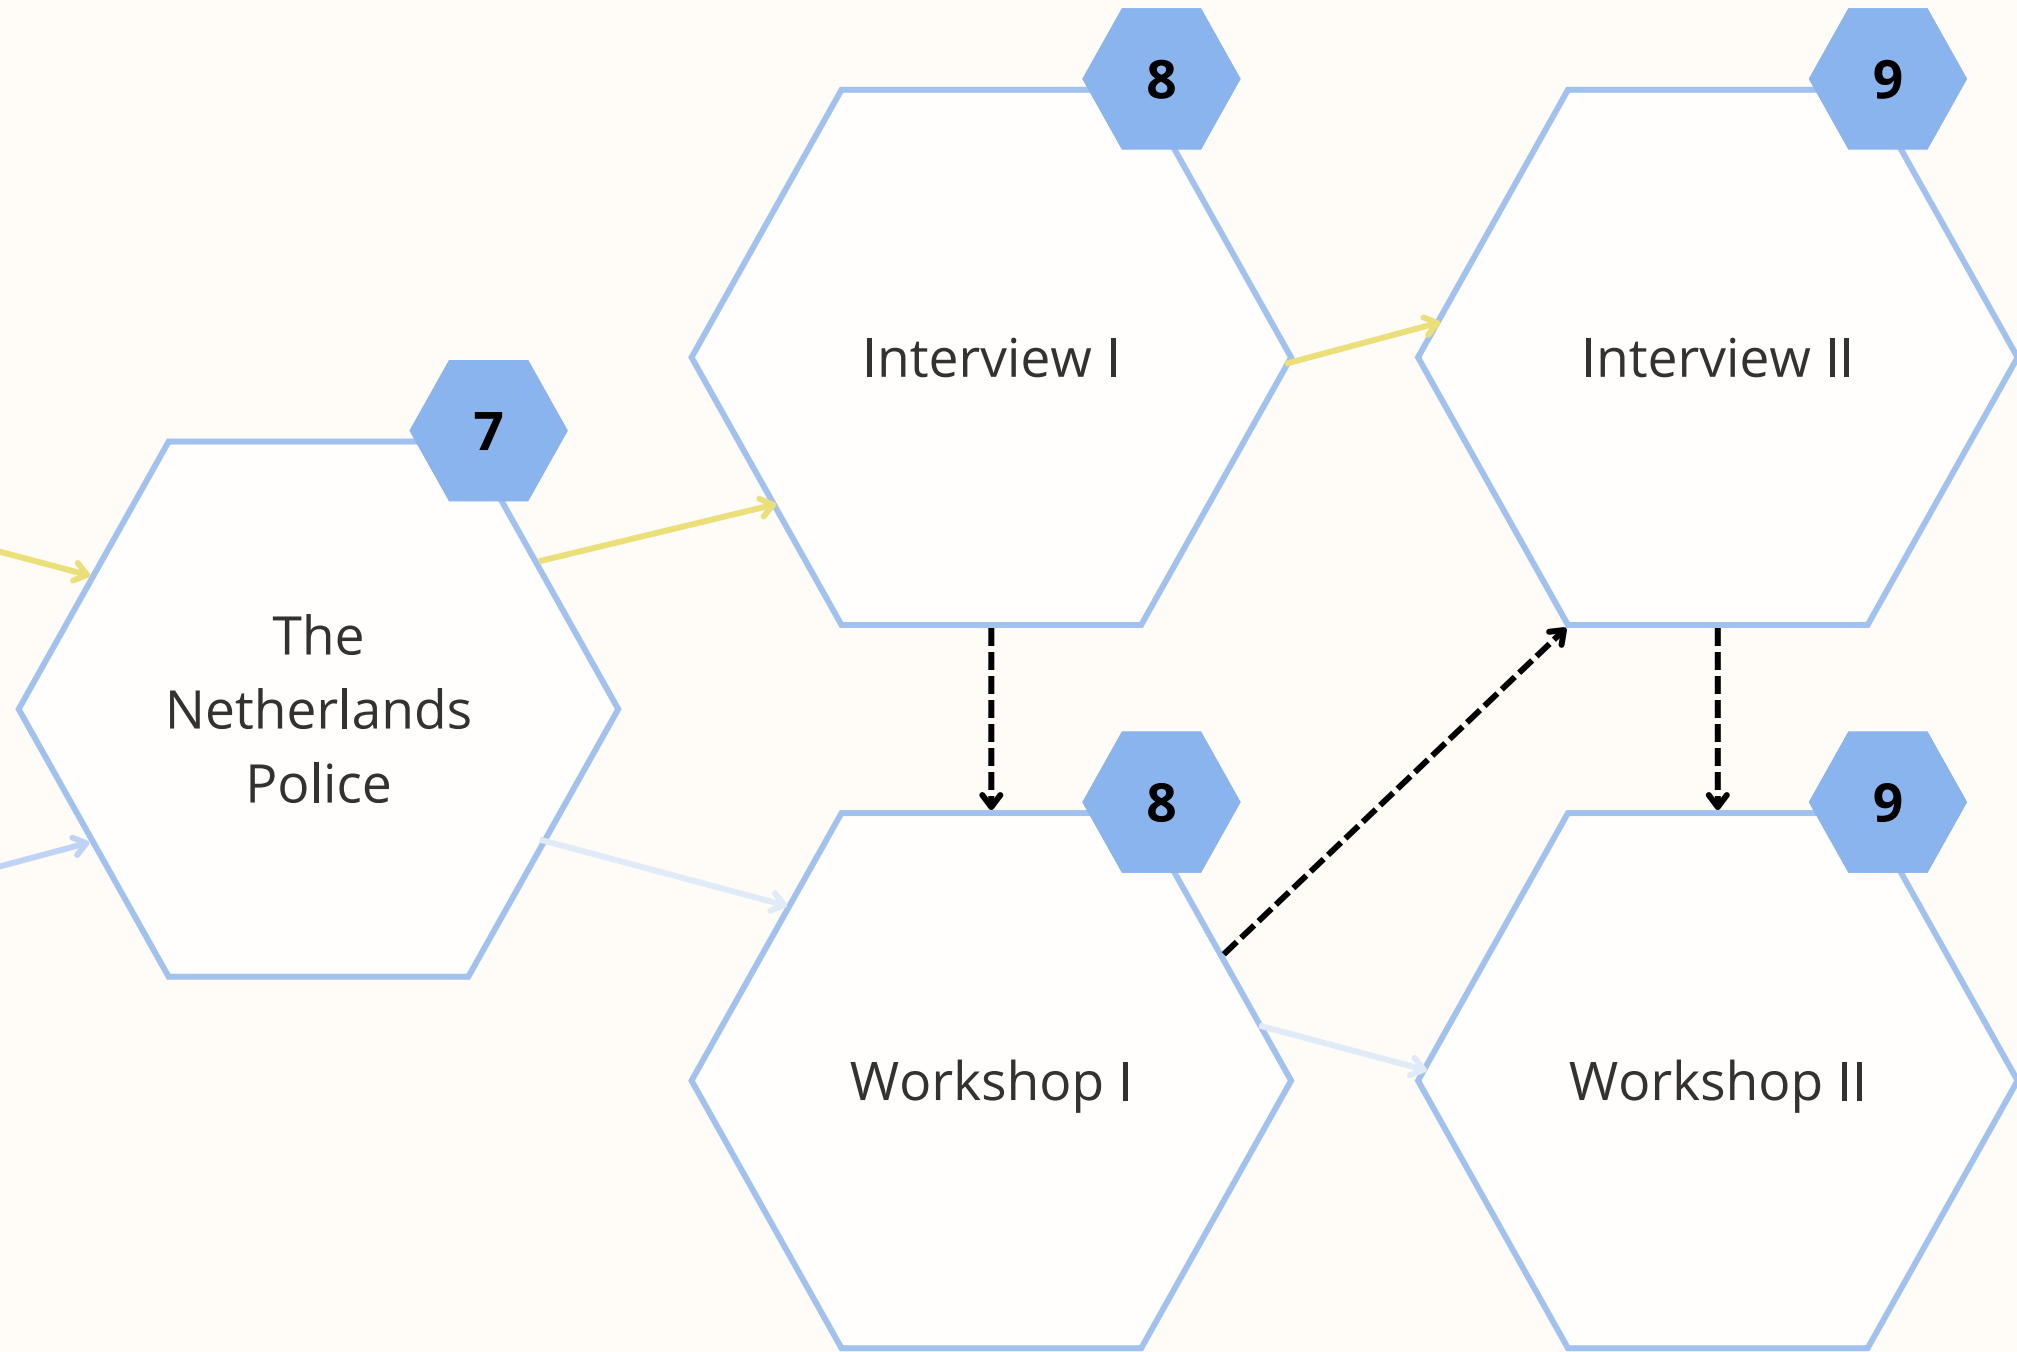 7
The
Netherlands
Police
8
Interview I
9
Interview II
8
Workshop I
9
Workshop II